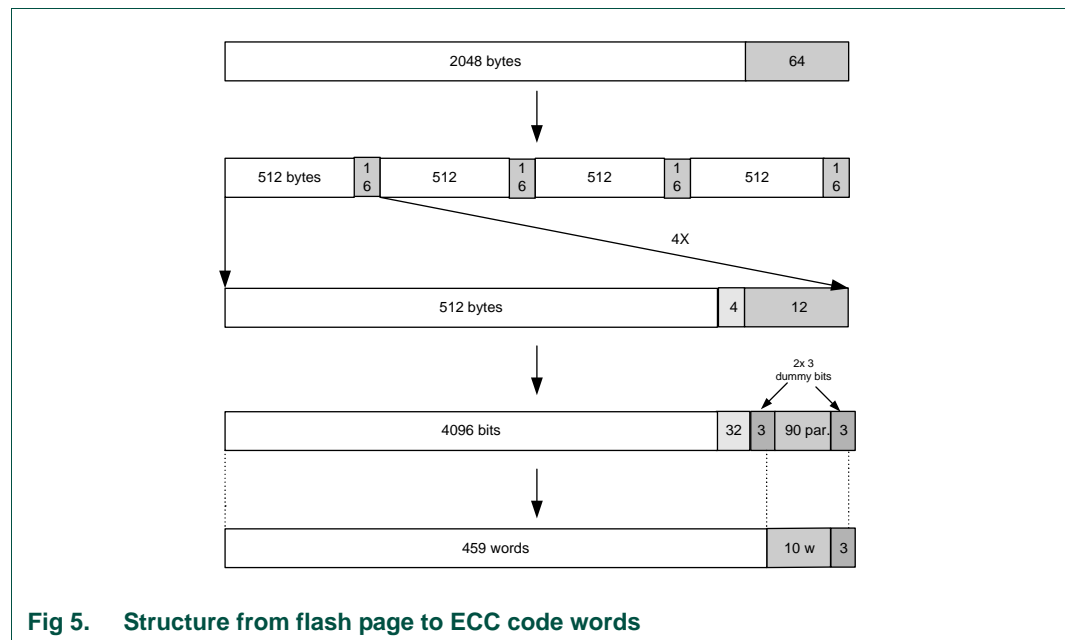 2048 bytes 64
512 bytes 1 6 512 1 6 512 1 6 512 1 6
4X
512 bytes 4 12
2x 3
dummy bits
4096 bits 32 3 90 par. 3
459 words 10 w 3
Fig 5. Structure from flash page to ECC code words